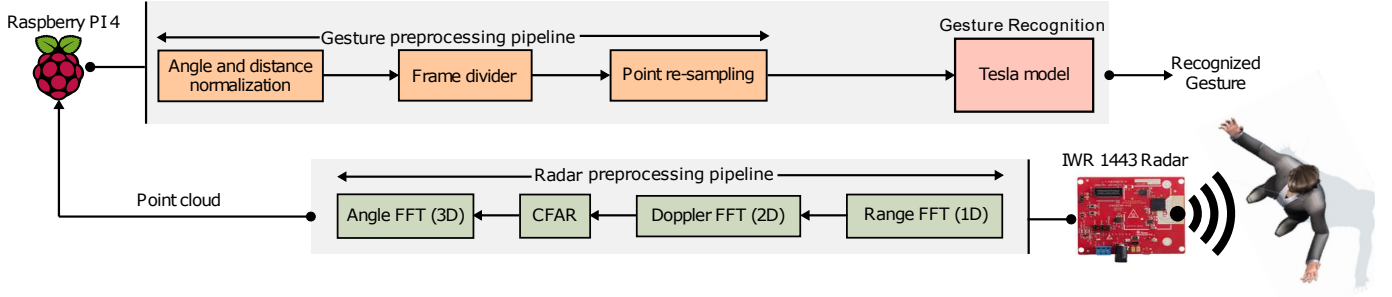 Raspberry PI 4
Gesture preprocessing pipeline
Gesture Recognition
Angle and distance
normalization
Frame divider
Point re-sampling
Tesla model
Recognized
Gesture
IWR 1443 Radar
Radar preprocessing pipeline
Point cloud
Angle FFT (3D)
CFAR
Doppler FFT (2D)
Range FFT (1D)